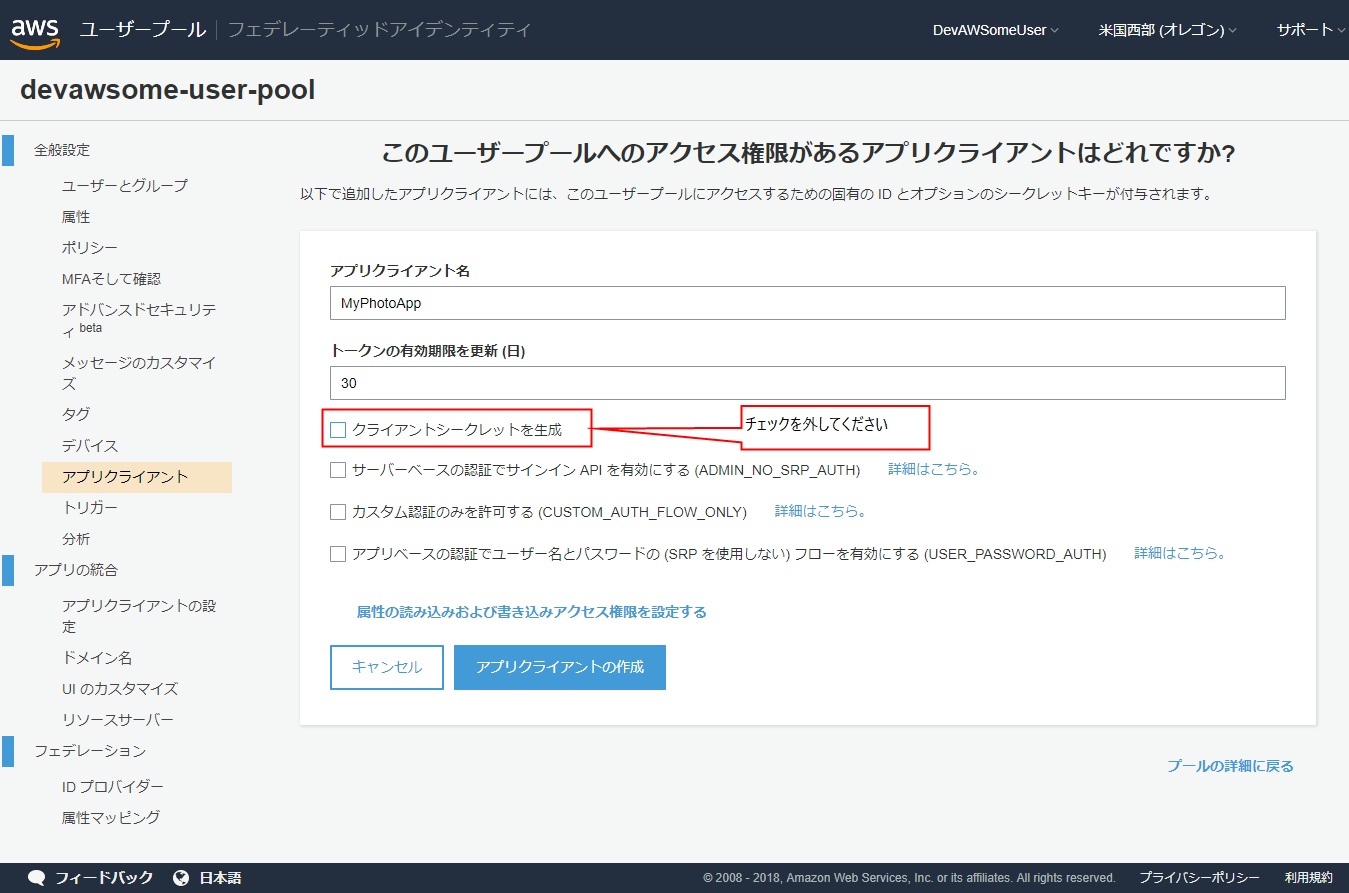 aws ユーザープール フェデレーティッドアイデンティティ DevAWSomeUser 米国西部 (オレゴン) サポート
devawsome-user-pool
全般設定
ユーザーとグループ
属性
ポリシー
MFAそして確認
アドバンスドセキュリテ
ィ beta
メッセージのカスタマイ
ズ
タグ
デバイス
アプリクライアント
トリガー
分析
アプリの統合
アプリクライアントの設
定
ドメイン名
UI のカスタマイズ
リソースサーバー
フェデレーション
ID プロバイダー
属性マッピング
このユーザープールへのアクセス権限があるアプリクライアントはどれですか?
以下で追加したアプリクライアントには、このユーザープールにアクセスするための固有の ID とオプションのシークレットキーが付与されます。
アプリクライアント名
MyPhotoApp
トークンの有効期限を更新 (日)
30
クライアントシークレットを生成
チェックを外してください
サーバーベースの認証でサインイン API を有効にする (ADMIN_NO_SRP_AUTH) 詳細はこちら。
カスタム認証のみを許可する (CUSTOM_AUTH_FLOW_ONLY) 詳細はこちら。
アプリベースの認証でユーザー名とパスワードの (SRP を使用しない) フローを有効にする (USER_PASSWORD_AUTH) 詳細はこちら。
属性の読み込みおよび書き込みアクセス権限を設定する
キャンセル アプリクライアントの作成
プールの詳細に戻る
フィードバック 日本語 © 2008 - 2018, Amazon Web Services, Inc. or its affiliates. All rights reserved. プライバシーポリシー 利用規約